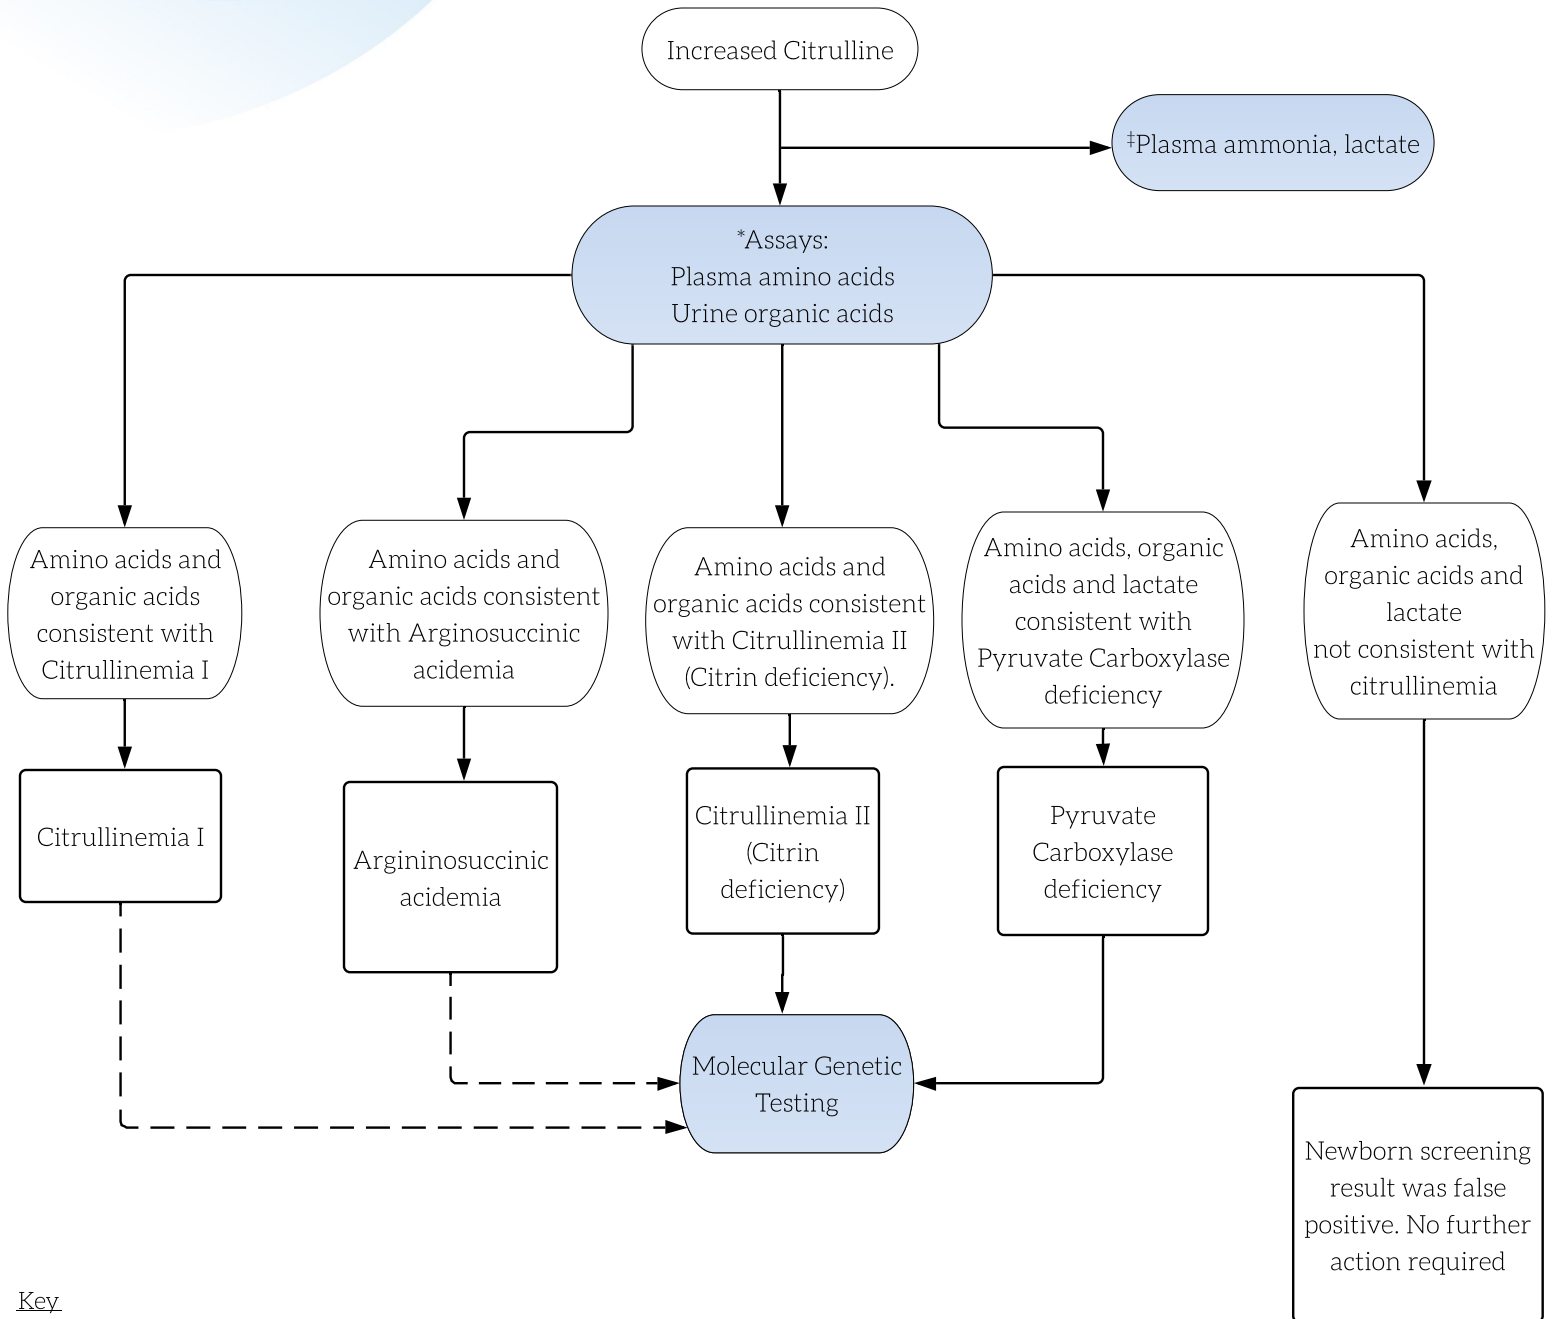 Increased Citrulline
‡Plasma ammonia, lactate
*Assays:
Plasma amino acids
Urine organic acids
Amino acids and
organic acids
consistent with
Citrullinemia I
Amino acids and
organic acids consistent
with Arginosuccinic
acidemia
Amino acids and
organic acids consistent
with Citrullinemia II
(Citrin deficiency).
Amino acids, organic
acids and lactate
consistent with
Pyruvate Carboxylase
deficiency
Amino acids,
organic acids and
lactate
not consistent with
citrullinemia
Citrullinemia I
Argininosuccinic
acidemia
Citrullinemia II
(Citrin
deficiency)
Pyruvate
Carboxylase
deficiency
Molecular Genetic
Testing
Newborn screening
result was false
positive. No further
action required
Key